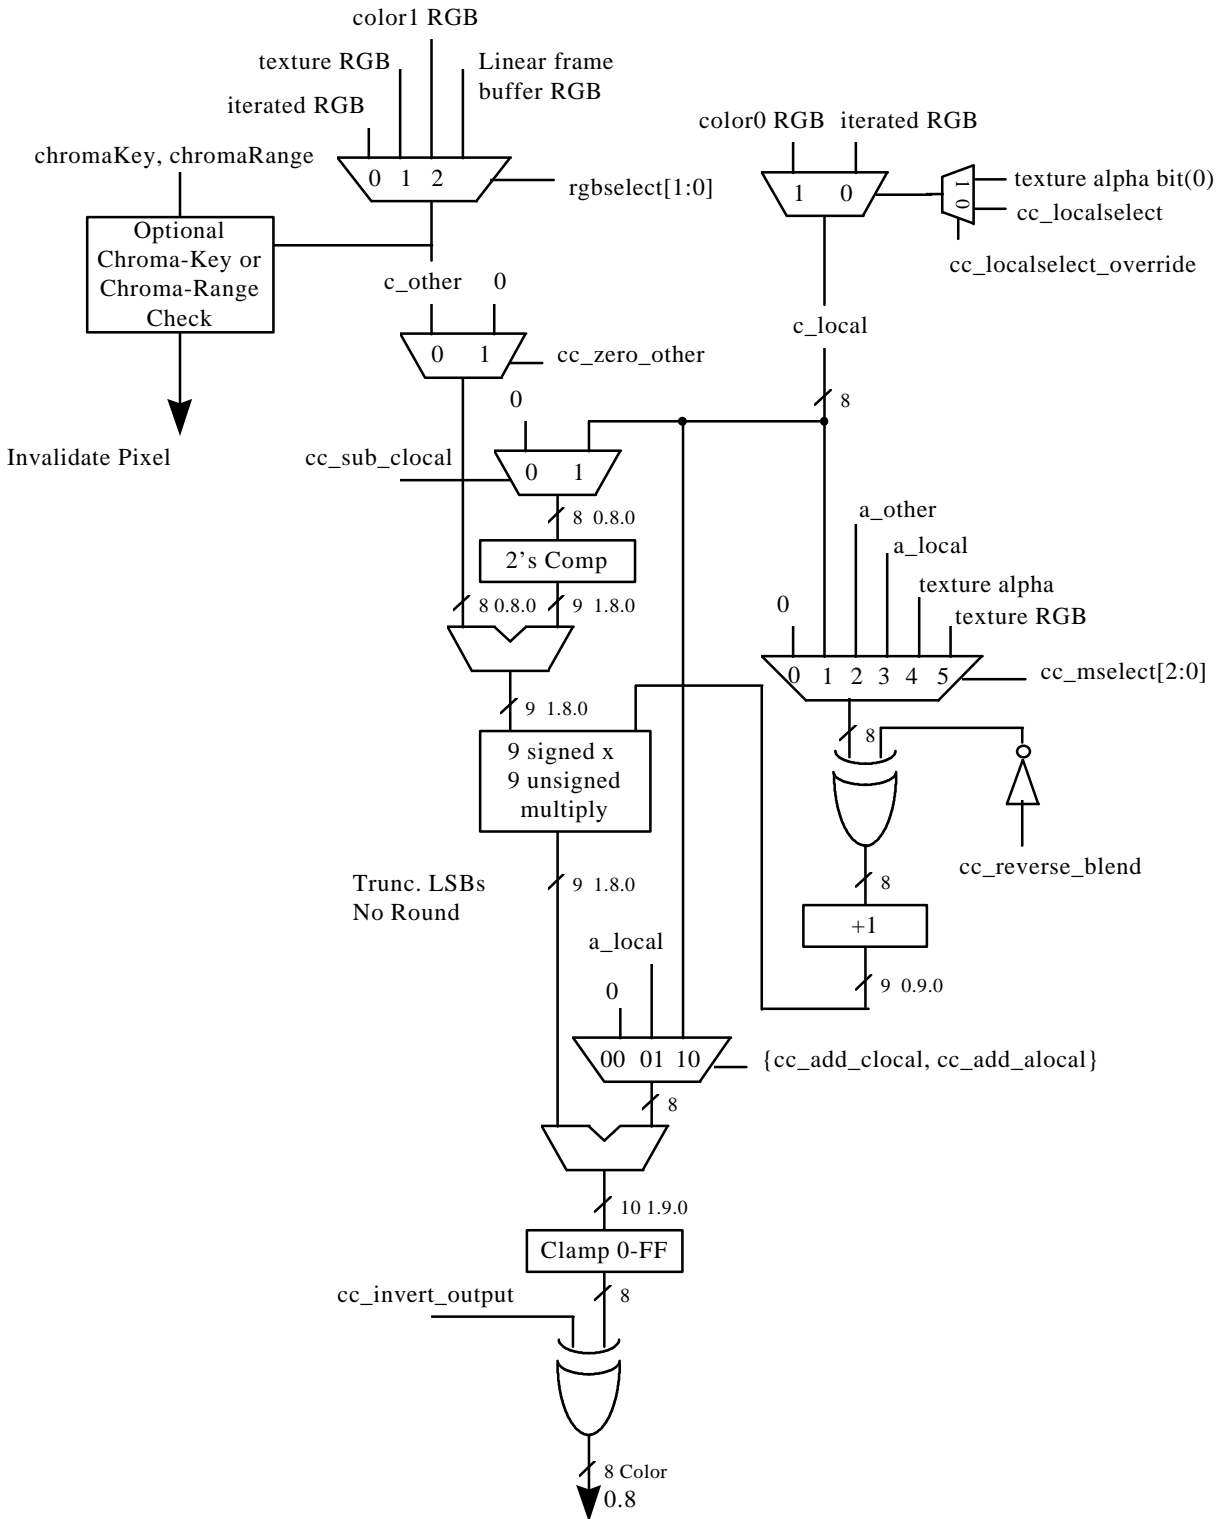 color1 RGB
texture RGB
Linear frame
buffer RGB
iterated RGB
color0 RGB iterated RGB
chromaKey, chromaRange
0 1 2
rgbselect[1:0]
1 0
1 0
texture alpha bit(0)
cc_localselect
cc_localselect_override
Optional
Chroma-Key or
Chroma-Range
Check
c_other 0
c_local
0 1
cc_zero_other
8
0
Invalidate Pixel
cc_sub_clocal
0 1
8 0.8.0
2's Comp
8 0.8.0
9 1.8.0
a_other
a_local
texture alpha
texture RGB
0
0 1 2 3 4 5
cc_mselect[2:0]
9 1.8.0
8
9 signed x
9 unsigned
multiply
cc_reverse_blend
Trunc. LSBs
No Round
9 1.8.0
8
+1
a_local
0
9 0.9.0
00 01 10
{cc_add_clocal, cc_add_alocal}
8
10 1.9.0
Clamp 0-FF
cc_invert_output
8
8 Color
0.8